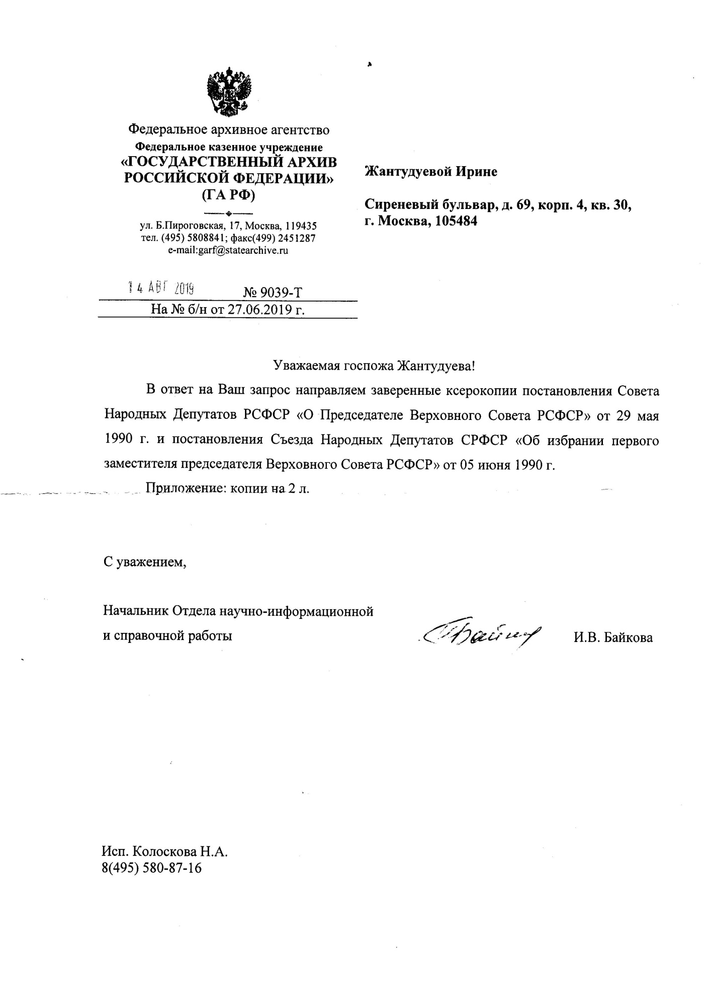 Федеральное архивное агентство
Федеральное казенное учреждение
«ГОСУДАРСТВЕННЫЙ АРХИВ
РОССИЙСКОЙ ФЕДЕРАЦИИ»
(ГА РФ)
ул. Б.Пироговская, 17, Москва, 119435
тел. (495) 5808841; факс(499) 2451287
e-mail:garf@statearchive.ru
14 АВГ 2019 № 9039-Т
На № б/н от 27.06.2019 г.
Жантудуевой Ирине
Сиреневый бульвар, д. 69, корп. 4, кв. 30,
г. Москва, 105484
Уважаемая госпожа Жантудуева!
В ответ на Ваш запрос направляем заверенные ксерокопии постановления Совета
Народных Депутатов РСФСР «О Председателе Верховного Совета РСФСР» от 29 мая
1990 г. и постановления Съезда Народных Депутатов СРФСР «Об избрании первого
заместителя председателя Верховного Совета РСФСР» от 05 июня 1990 г.
Приложение: копии на 2 л.
С уважением,
Начальник Отдела научно-информационной
и справочной работы
И.В. Байкова
Исп. Колоскова Н.А.
8(495) 580-87-16